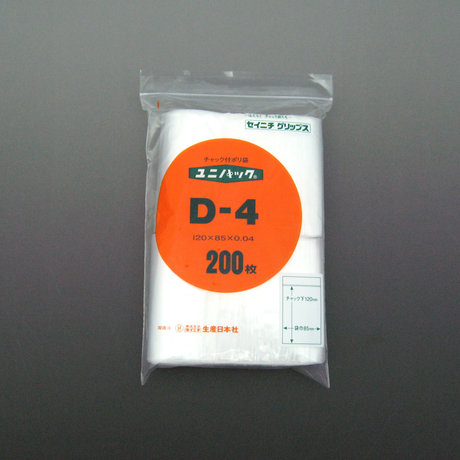 セイニチ グリップス
チャック付ポリ袋
ユニパック®
D-4
120×85×0.04
200枚
チャック下120mm
袋巾85mm
生産日本社